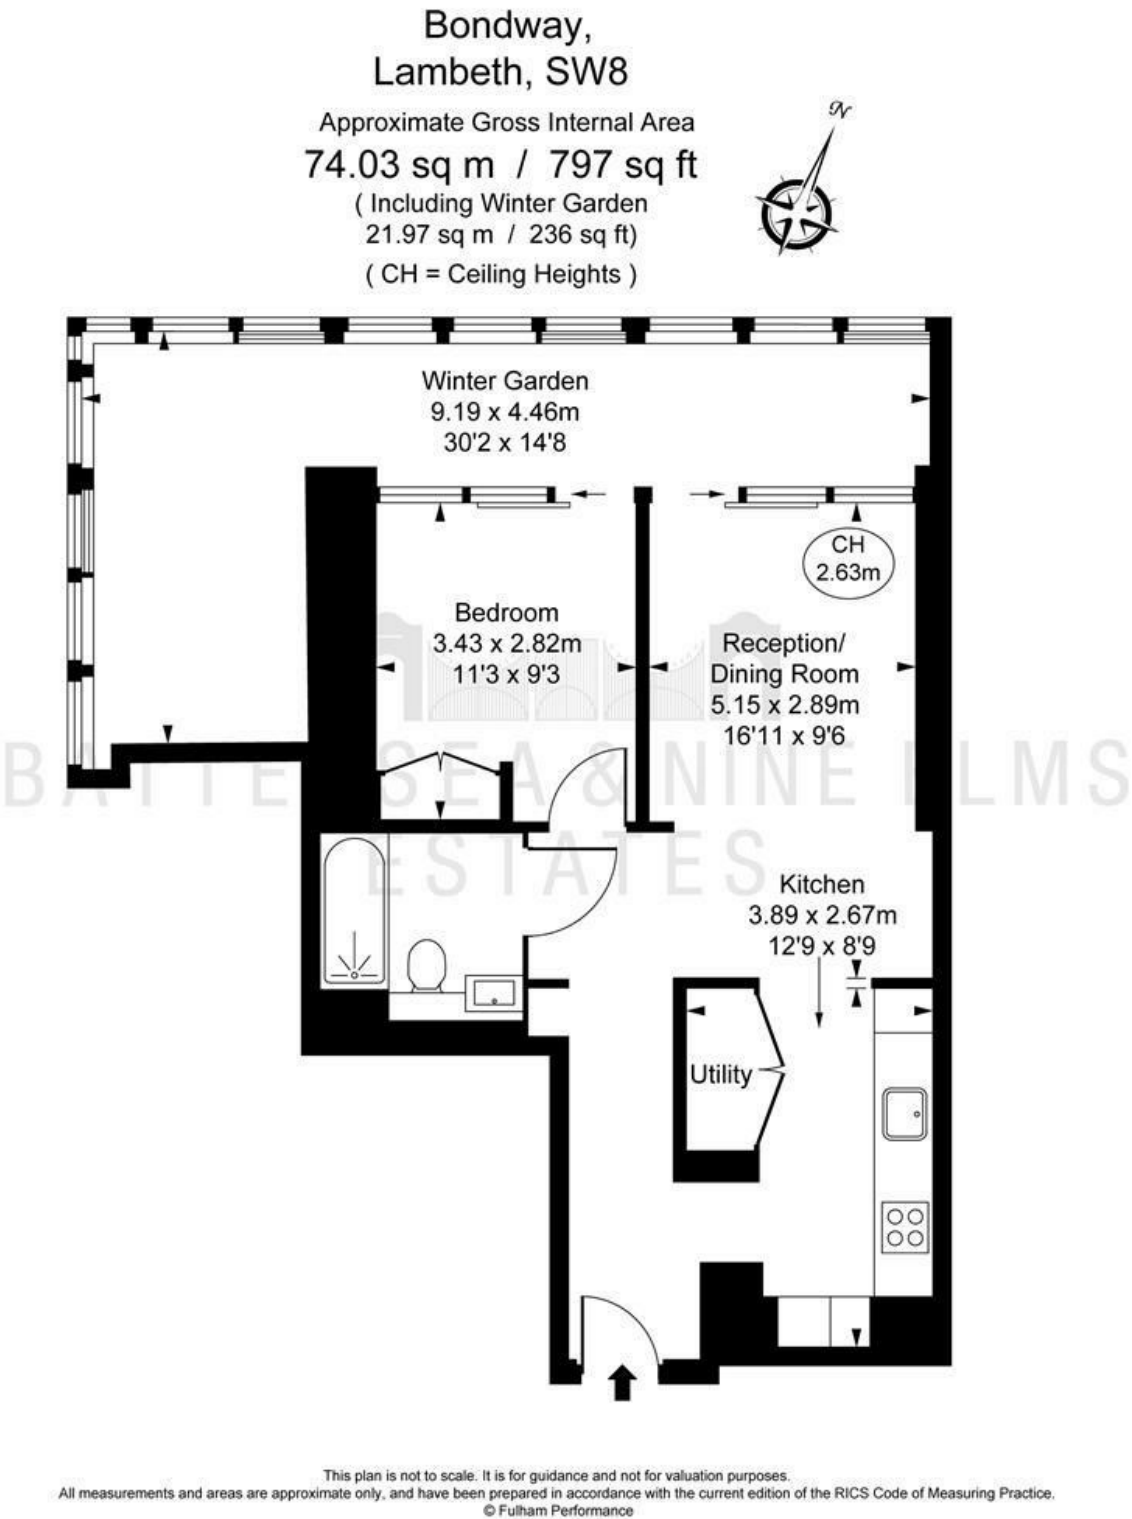 Bondway,
Lambeth, SW8
Approximate Gross Internal Area
74.03 sq m / 797 sq ft
( Including Winter Garden
21.97 sq m / 236 sq ft)
( CH = Ceiling Heights )
N
Winter Garden
9.19 x 4.46m
30'2 x 14'8
CH
2.63m
Bedroom
3.43 x 2.82m
11'3 x 9'3
Reception/
Dining Room
5.15 x 2.89m
16'11 x 9'6
BATTERSEA & NINE ELMS
ESTATES
Kitchen
3.89 x 2.67m
12'9 x 8'9
Utility
This plan is not to scale. It is for guidance and not for valuation purposes.
All measurements and areas are approximate only, and have been prepared in accordance with the current edition of the RICS Code of Measuring Practice.
© Fulham Performance